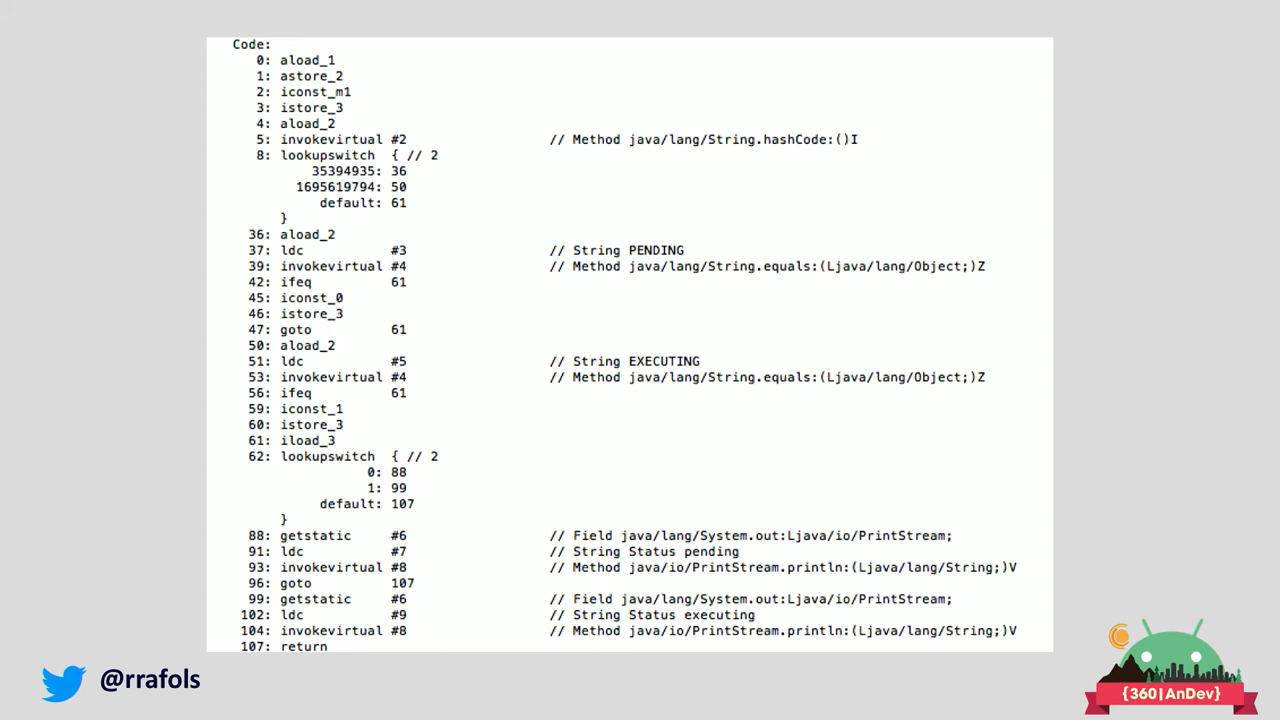 Code:
0: aload_1
1: astore_2
2: iconst_m1
3: istore_3
4: aload_2
5: invokevirtual #2 // Method java/lang/String.hashCode:()I
8: lookupswitch { // 2
35394935: 36
1695619794: 50
default: 61
}
36: aload_2
37: ldc #3 // String PENDING
39: invokevirtual #4 // Method java/lang/String.equals:(Ljava/lang/Object;)Z
42: ifeq 61
45: iconst_0
46: istore_3
47: goto 61
50: aload_2
51: ldc #5 // String EXECUTING
53: invokevirtual #4 // Method java/lang/String.equals:(Ljava/lang/Object;)Z
56: ifeq 61
59: iconst_1
60: istore_3
61: iload_3
62: lookupswitch { // 2
0: 88
1: 99
default: 107
}
88: getstatic #6 // Field java/lang/System.out:Ljava/io/PrintStream;
91: ldc #7 // String Status pending
93: invokevirtual #8 // Method java/io/PrintStream.println:(Ljava/lang/String;)V
96: goto 107
99: getstatic #6 // Field java/lang/System.out:Ljava/io/PrintStream;
102: ldc #9 // String Status executing
104: invokevirtual #8 // Method java/io/PrintStream.println:(Ljava/lang/String;)V
107: return
@rrafols
{360|AnDev}